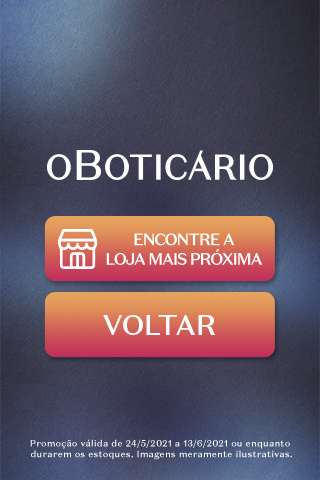 oBoticário
ENCONTRE A
LOJA MAIS PRÓXIMA
VOLTAR
Promoção válida de 24/5/2021 a 13/6/2021 ou enquanto
durarem os estoques. Imagens meramente ilustrativas.